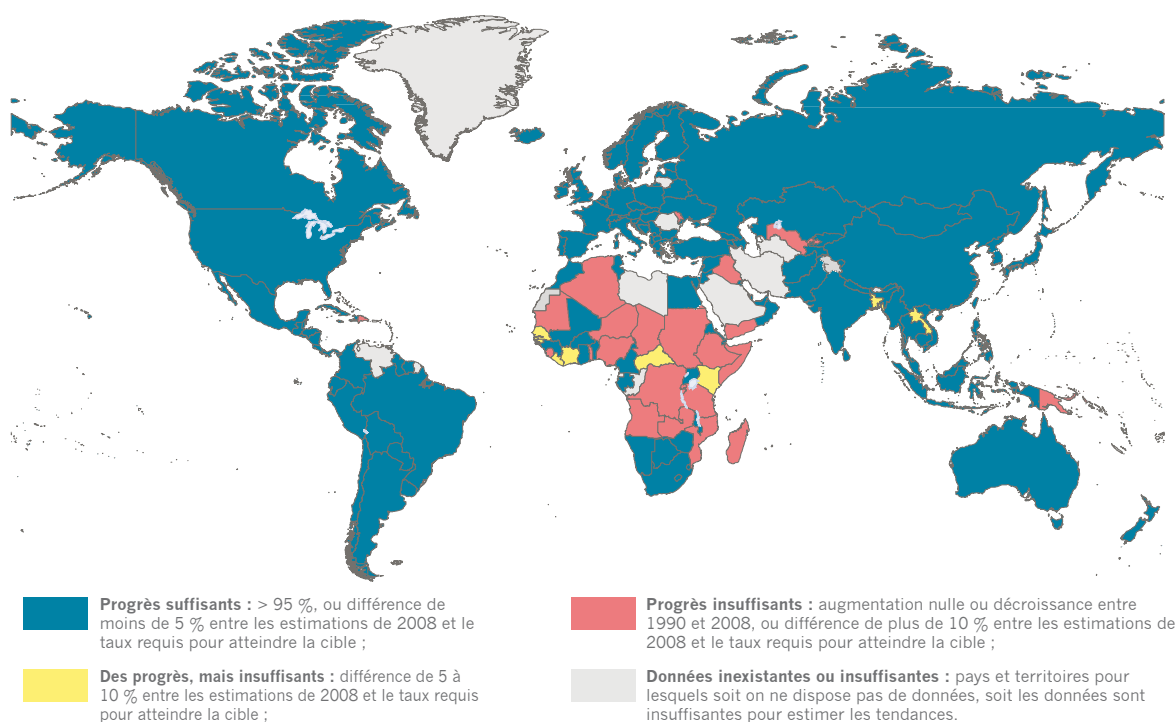 Progrès suffisants : > 95 %, ou différence de
moins de 5 % entre les estimations de 2008 et le
taux requis pour atteindre la cible ;
Des progrès, mais insuffisants : différence de 5 à
10 % entre les estimations de 2008 et le taux requis
pour atteindre la cible ;
Progrès insuffisants : augmentation nulle ou décroissance entre
1990 et 2008, ou différence de plus de 10 % entre les estimations de
2008 et le taux requis pour atteindre la cible ;
Données inexistantes ou insuffisantes : pays et territoires pour
lesquels soit on ne dispose pas de données, soit les données sont
insuffisantes pour estimer les tendances.